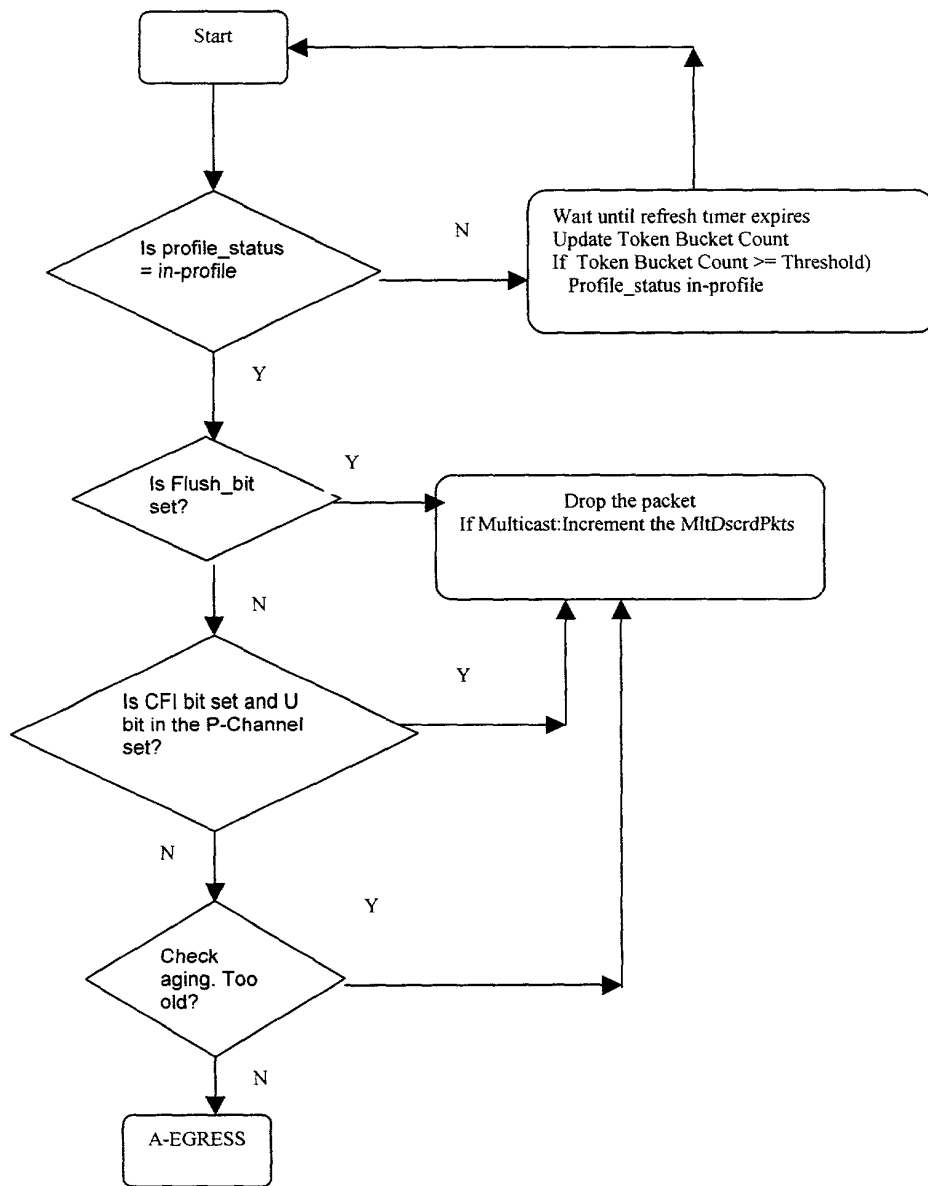 Start
Is profile_status
= in-profile
N
Wait until refresh timer expires
Update Token Bucket Count
If Token Bucket Count >= Threshold)
Profile_status in-profile
Y
Is Flush_bit
set?
Y
Drop the packet
If Multicast:Increment the MltDscrdPkts
N
Is CFI bit set and U
bit in the P-Channel
set?
Y
N
Check
aging. Too
old?
Y
N
A-EGRESS